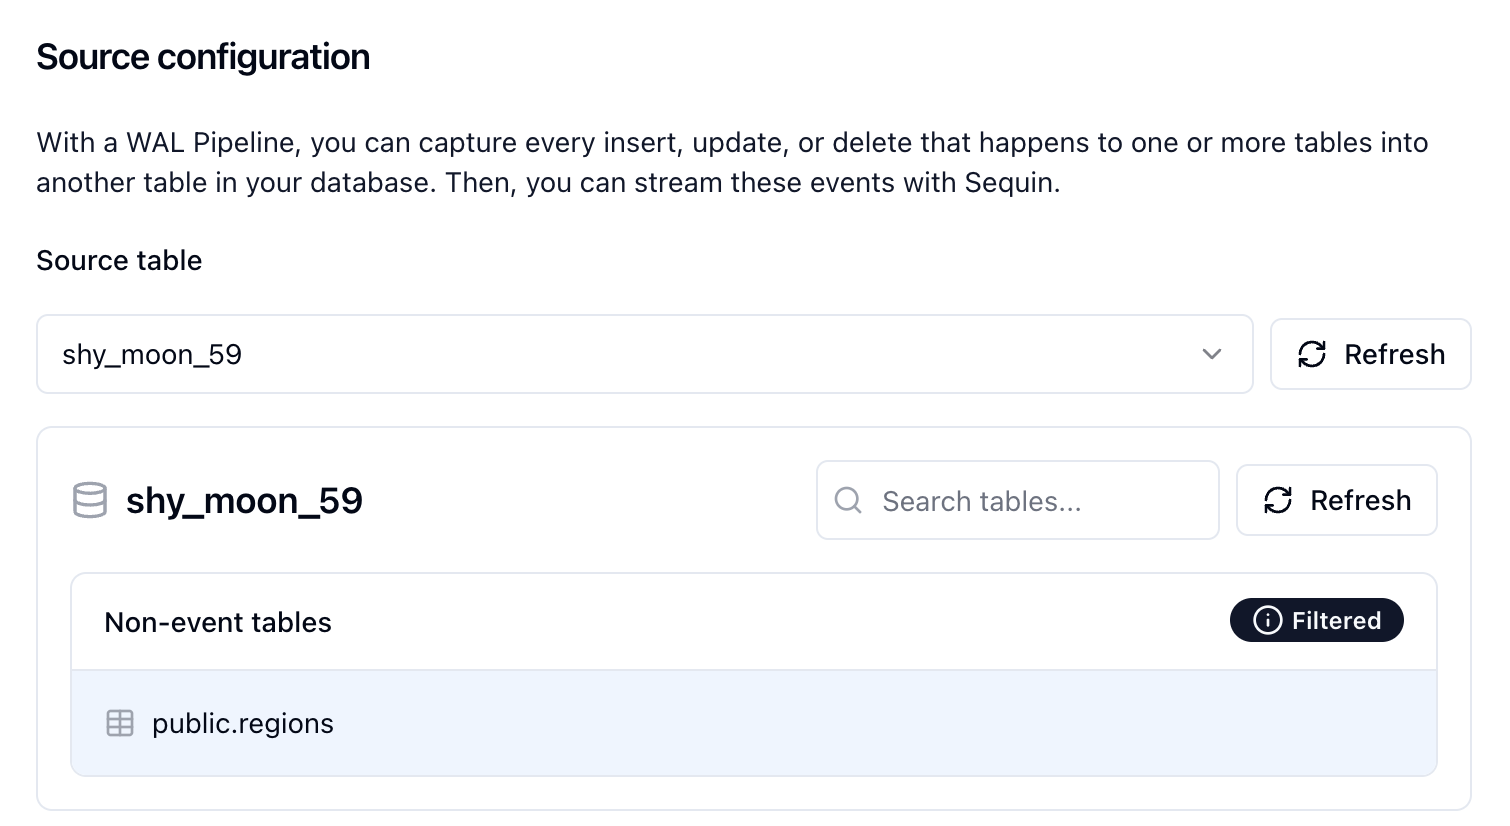 Source configuration
With a WAL Pipeline, you can capture every insert, update, or delete that happens to one or more tables into
another table in your database. Then, you can stream these events with Sequin.
Source table
shy_moon_59
Refresh
shy_moon_59
Search tables...
Refresh
Non-event tables
Filtered
public.regions